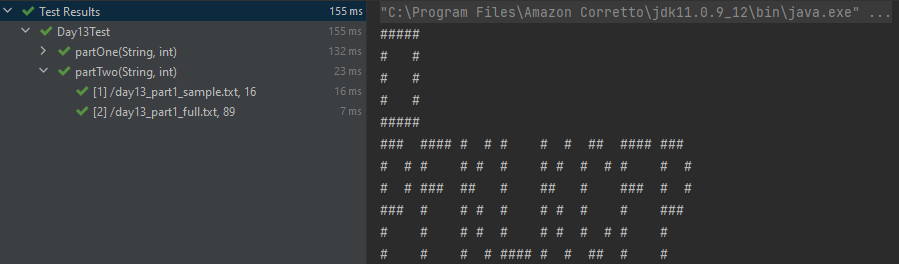 Test Results 155 ms
Day13Test 155 ms
partOne(String, int) 132 ms
partTwo(String, int) 23 ms
[1] /day13_part1_sample.txt, 16 16 ms
[2] /day13_part1_full.txt, 89 7 ms
"C:\Program Files\Amazon Corretto\jdk11.0.9_12\bin\java.exe" ...
#####
#   #
#   #
#   #
#####
###  #### #  # #    #  #  ##  #### ###
#  # #    # #  #    # #  #  # #    #  #
#  # ###  ##   #    ##   #    ###  #  #
###  #    # #  #    # #  #    #    ###
#    #    # #  #    # #  #  # #    #
#    #    #  # #### #  #  ##  #    #